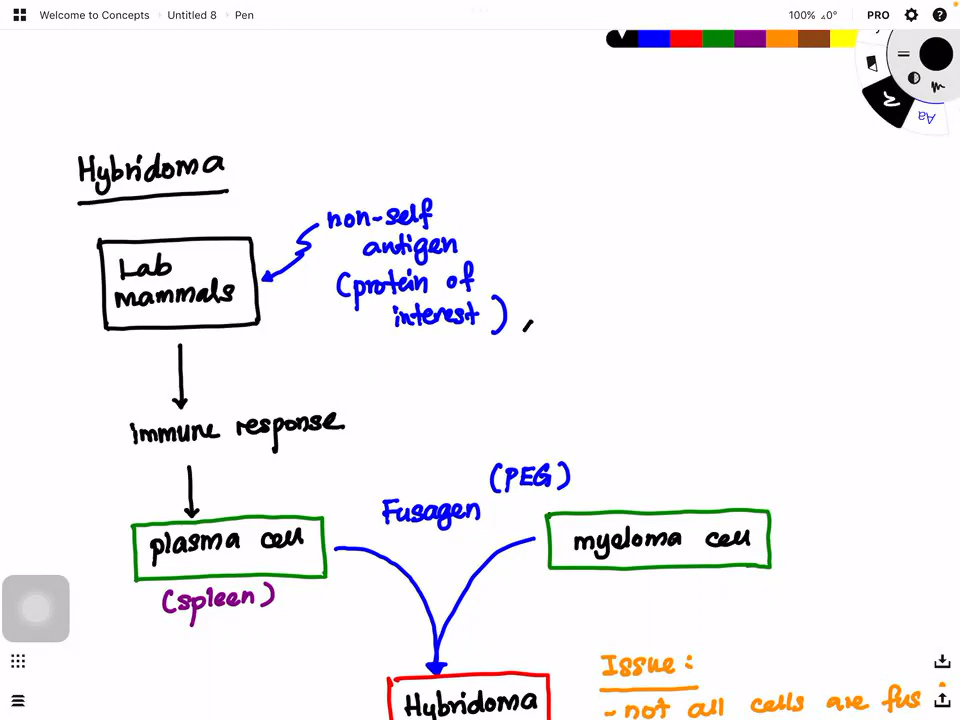 Welcome to Concepts > Untitled 8 > Pen
100% ⊿0° PRO
Aa
Hybridoma
Lab
mammals
non-self
antigen
(protein of
interest)
immune response
(PEG)
Fusagen
plasma cell
myeloma cell
(spleen)
Hybridoma
Issue:
- not all cells are fus